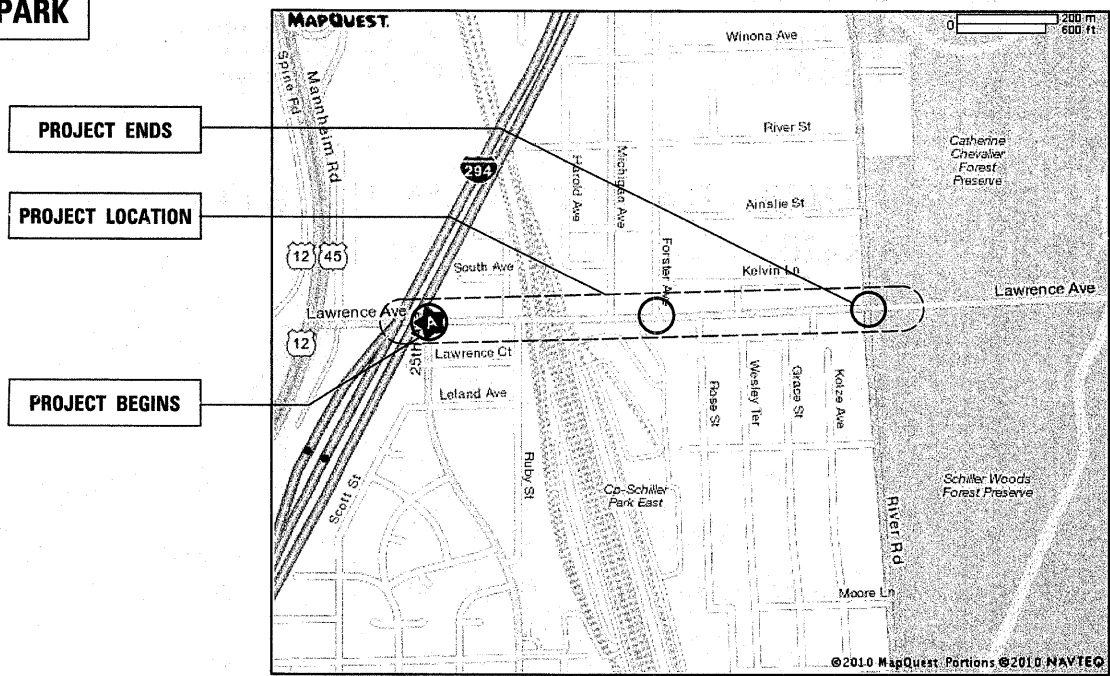 PARK
MAPQUEST
0 200 m
600 ft
Winona Ave
Spine Rd
Mannheim Rd
PROJECT ENDS
River St
Catherine
Chevalier
Forest
Preserve
294
Harold Ave
Michigan Ave
PROJECT LOCATION
Ainslie St
12 45
South Ave
Forster Ave
Kelvin Ln
Lawrence Ave
Lawrence Ave
A
12
25th
Lawrence Ct
PROJECT BEGINS
Leland Ave
Rose St
Wesley Ter
Grace St
Kotze Ave
Ruby St
Scott St
Cp-Schiller
Park East
Schiller Woods
Forest Preserve
River Rd
Moore Ln
©2010 MapQuest Portions ©2010 NAVTEQ